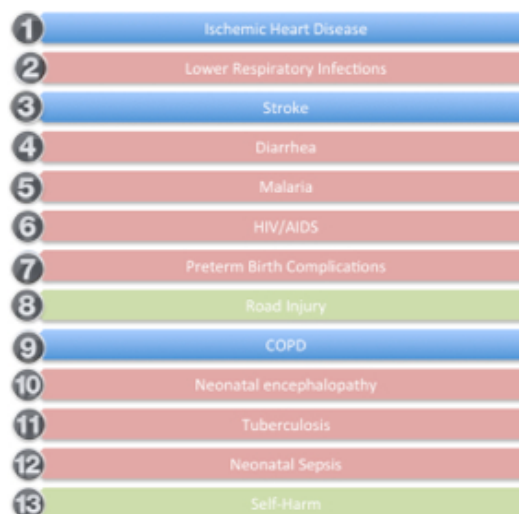 1 Ischemic Heart Disease
2 Lower Respiratory Infections
3 Stroke
4 Diarrhea
5 Malaria
6 HIV/AIDS
7 Preterm Birth Complications
8 Road Injury
9 COPD
10 Neonatal encephalopathy
11 Tuberculosis
12 Neonatal Sepsis
13 Self-Harm